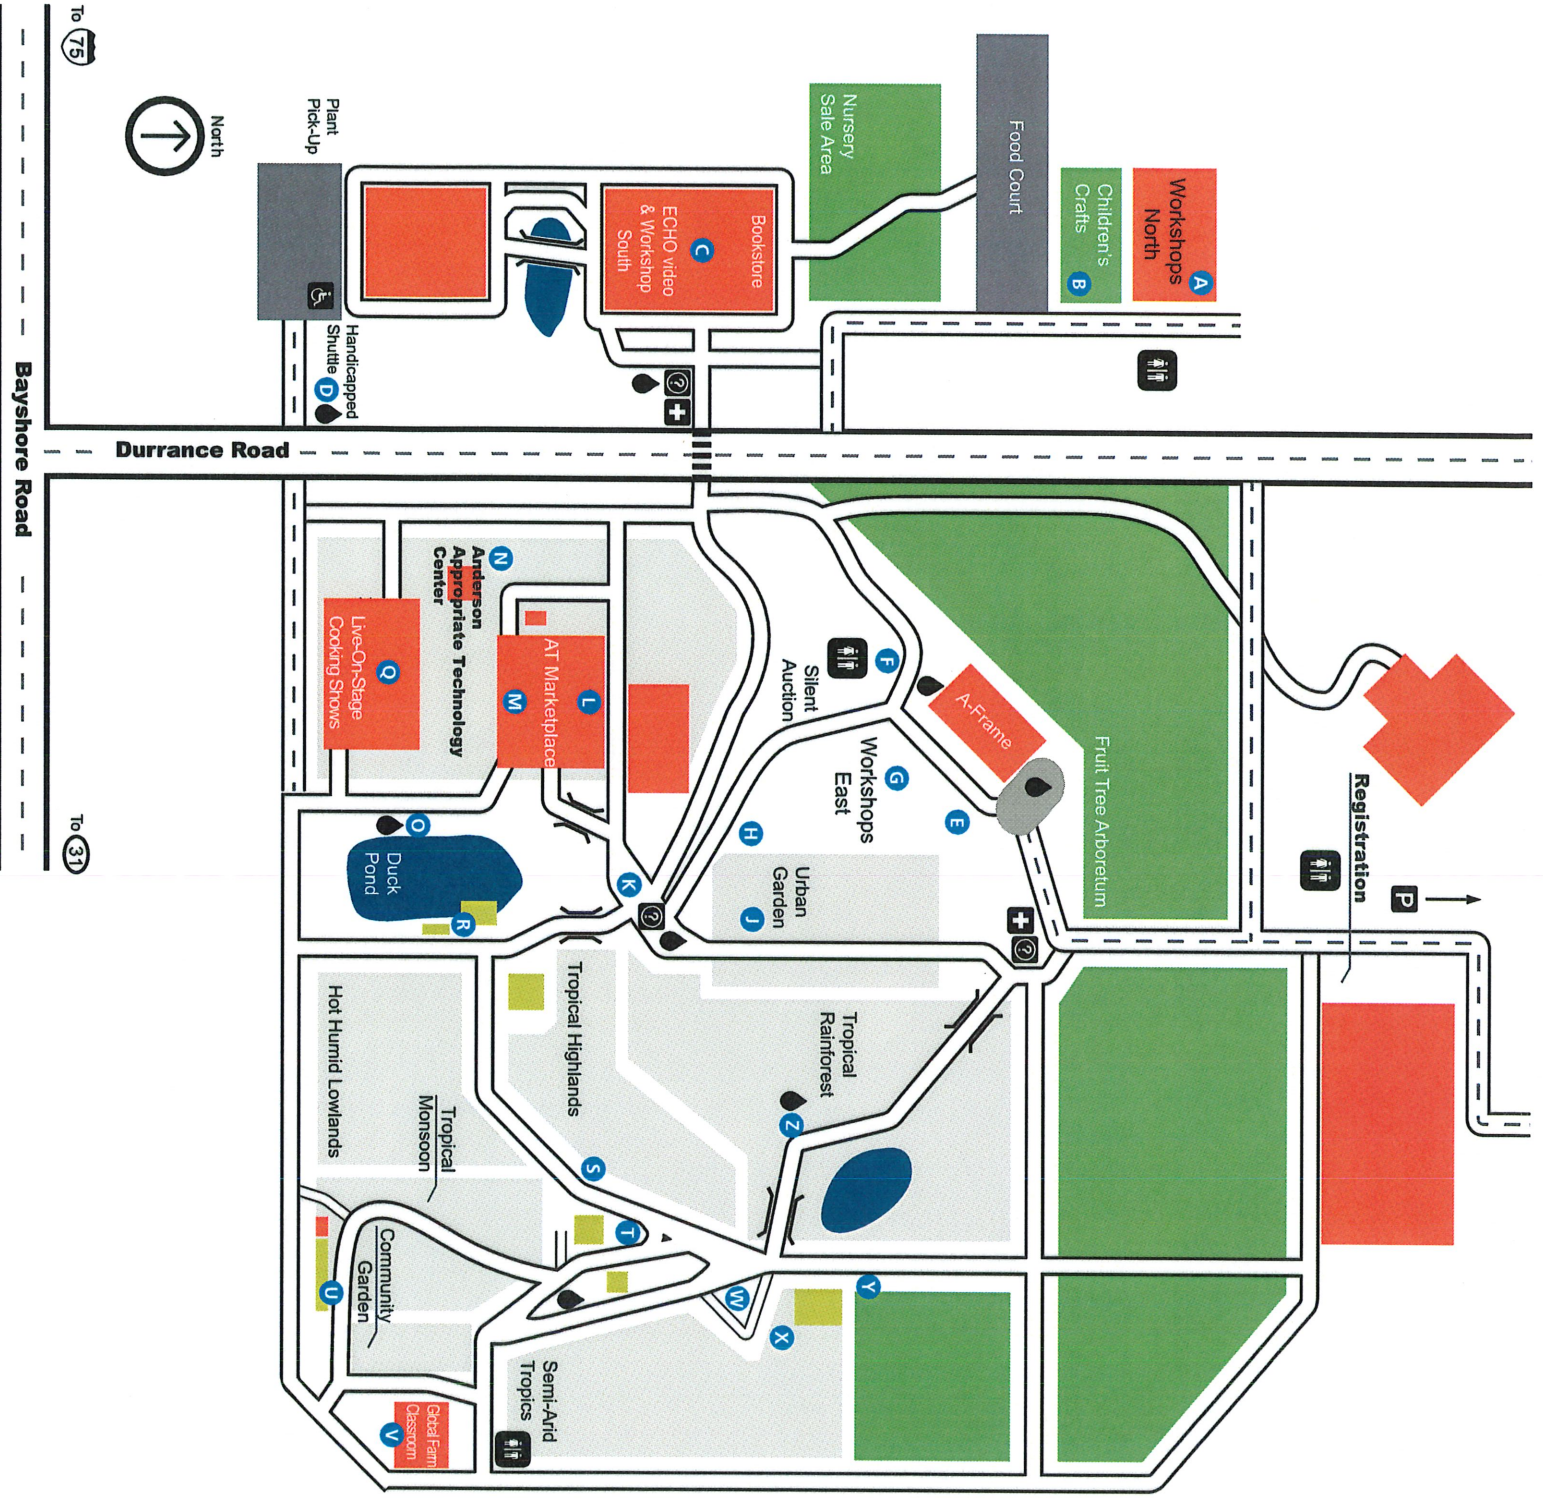 To 75
North
Plant
Pick-Up
Handicapped
Shuttle
D
Bayshore Road
To 31
Durrance Road
Workshops
North
A
Children's
Crafts
B
Food Court
Nursery
Sale Area
Bookstore
C
ECHO video
& Workshop
South
?
Registration
P
Fruit Tree Arboretum
A-Frame
E
F
Silent
Auction
G
Workshops
East
H
Urban
Garden
J
?
K
?
L
AT Marketplace
M
N
Anderson
Appropriate Technology
Center
Q
Live-On-Stage
Cooking Shows
O
Duck
Pond
R
Tropical
Rainforest
Z
Tropical Highlands
S
Hot Humid Lowlands
Tropical
Monsoon
T
Community
Garden
U
Global Farm
Classroom
V
W
X
Y
Semi-Arid
Tropics